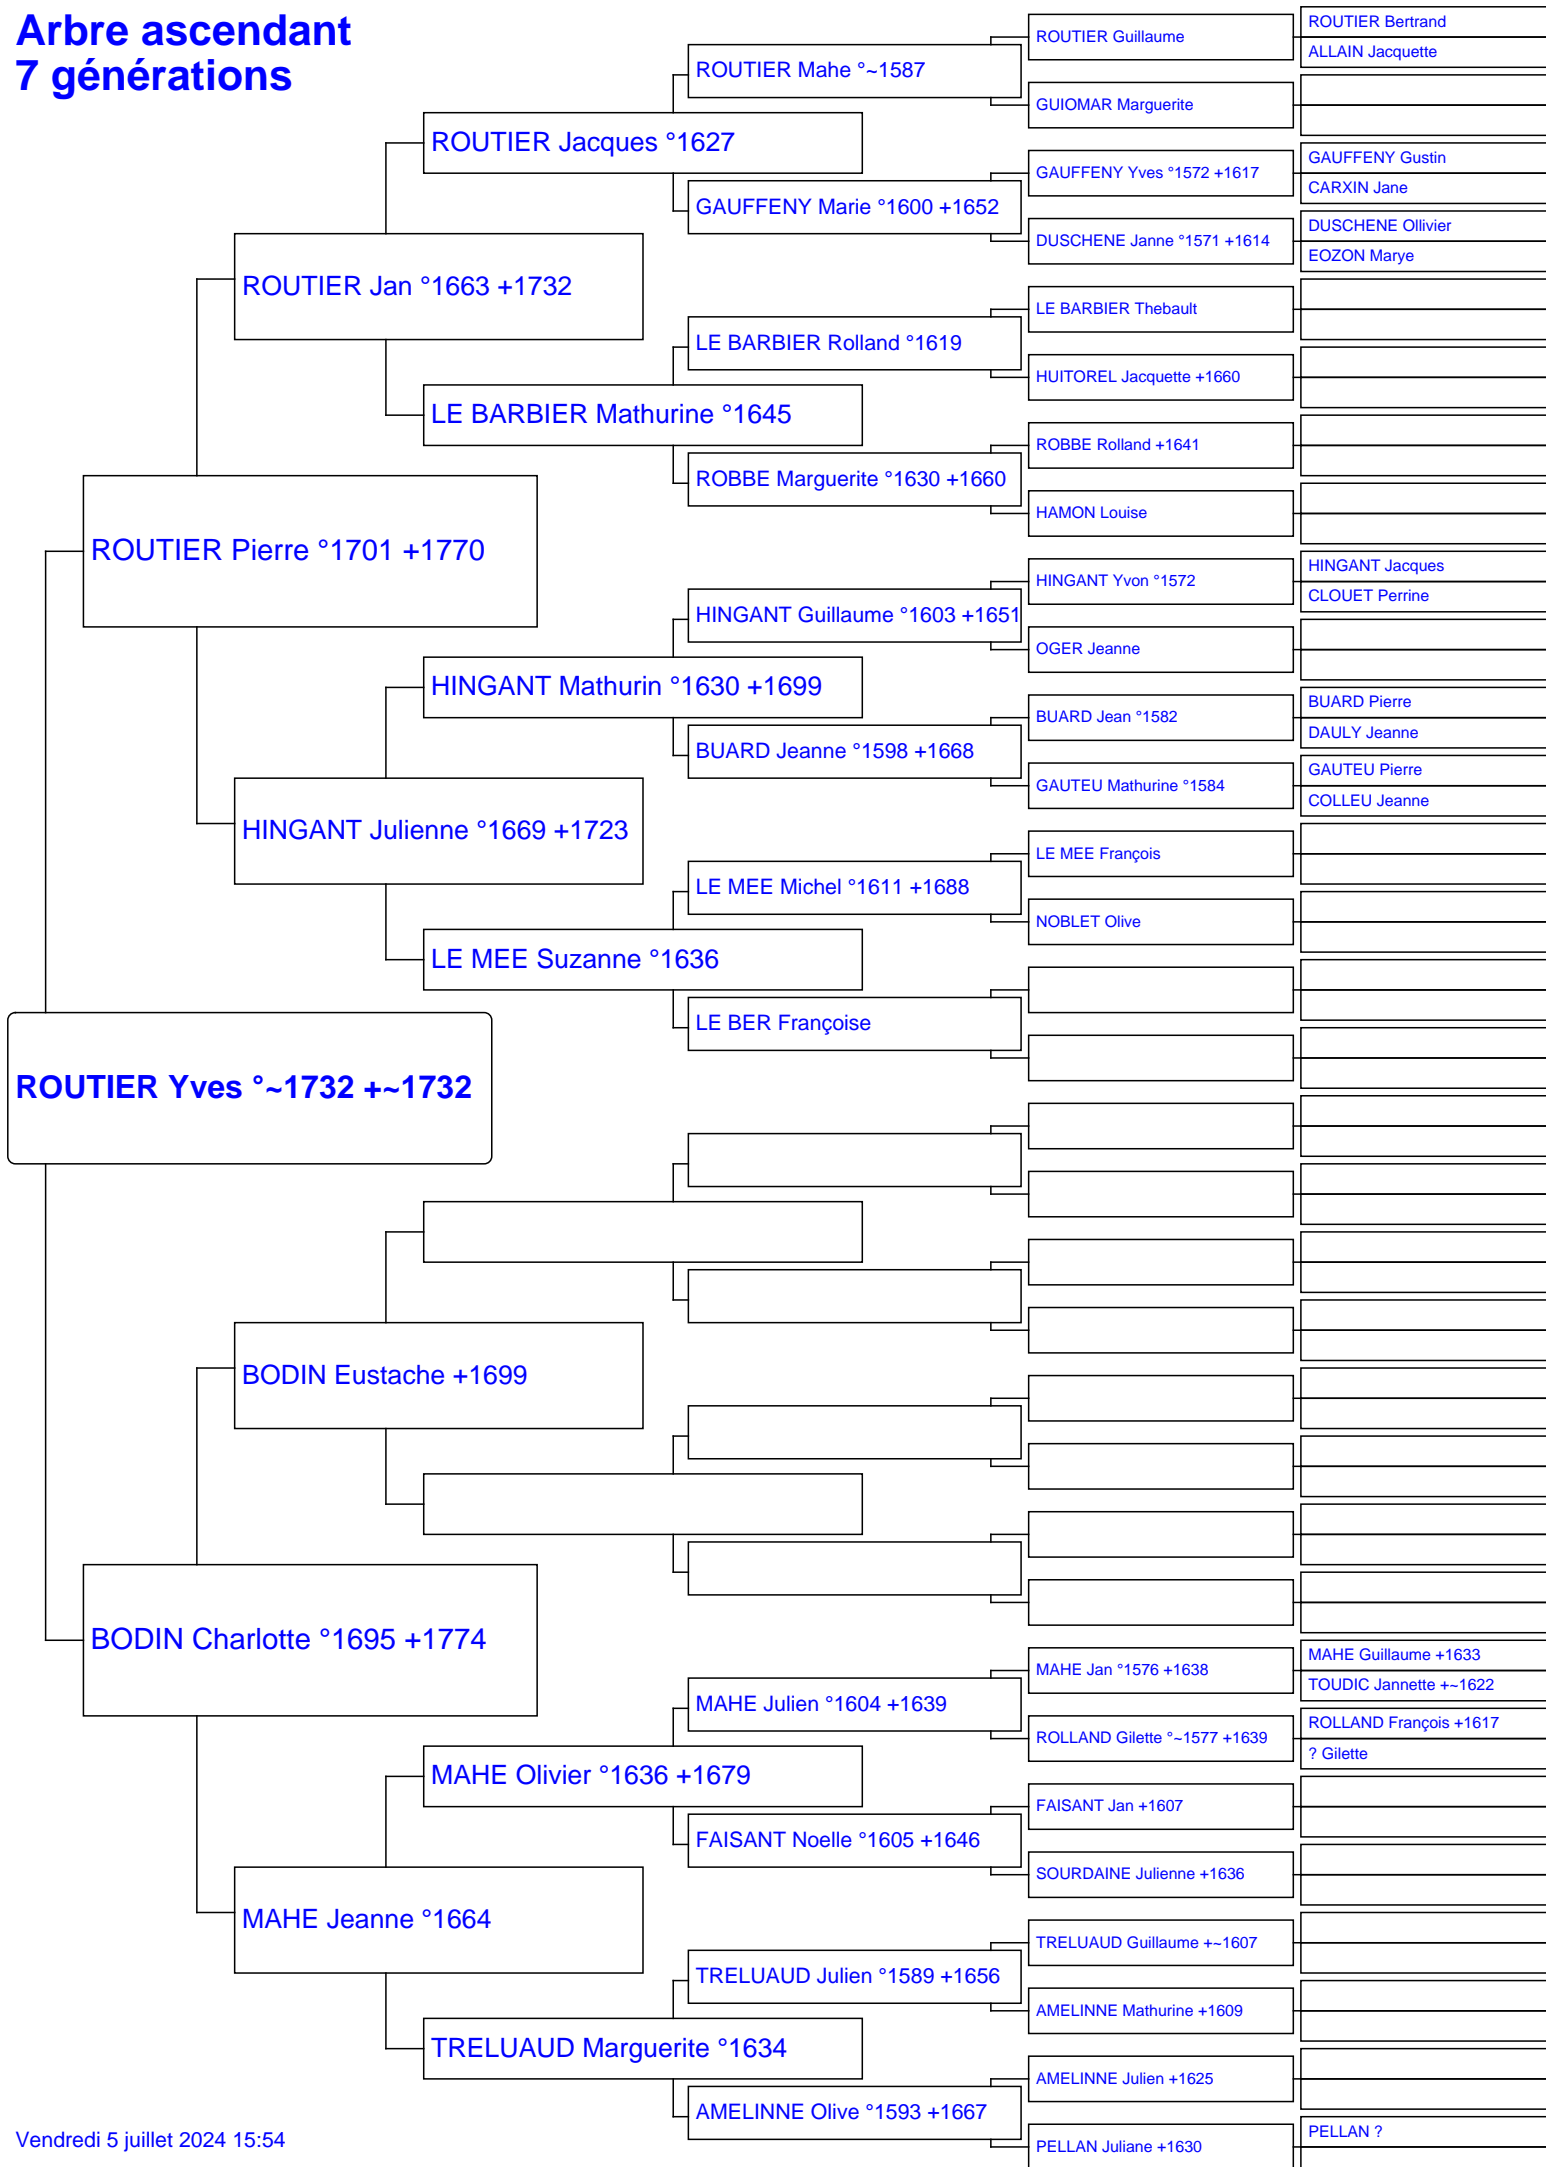 Arbre ascendant
7 générations
ROUTIER Yves °~1732 +~1732
ROUTIER Pierre °1701 +1770
BODIN Charlotte °1695 +1774
ROUTIER Jan °1663 +1732
HINGANT Julienne °1669 +1723
BODIN Eustache +1699
MAHE Jeanne °1664
ROUTIER Jacques °1627
LE BARBIER Mathurine °1645
HINGANT Mathurin °1630 +1699
LE MEE Suzanne °1636
MAHE Olivier °1636 +1679
TRELUAUD Marguerite °1634
ROUTIER Mahe °~1587
GAUFFENY Marie °1600 +1652
LE BARBIER Rolland °1619
ROBBE Marguerite °1630 +1660
HINGANT Guillaume °1603 +1651
BUARD Jeanne °1598 +1668
LE MEE Michel °1611 +1688
LE BER Françoise
MAHE Julien °1604 +1639
FAISANT Noelle °1605 +1646
TRELUAUD Julien °1589 +1656
AMELINNE Olive °1593 +1667
ROUTIER Guillaume
GUIOMAR Marguerite
GAUFFENY Yves °1572 +1617
DUSCHENE Janne °1571 +1614
LE BARBIER Thebault
HUITOREL Jacquette +1660
ROBBE Rolland +1641
HAMON Louise
HINGANT Yvon °1572
OGER Jeanne
BUARD Jean °1582
GAUTEU Mathurine °1584
LE MEE François
NOBLET Olive
MAHE Jan °1576 +1638
ROLLAND Gilette °~1577 +1639
FAISANT Jan +1607
SOURDAINE Julienne +1636
TRELUAUD Guillaume +~1607
AMELINNE Mathurine +1609
AMELINNE Julien +1625
PELLAN Juliane +1630
ROUTIER Bertrand
ALLAIN Jacquette
GAUFFENY Gustin
CARXIN Jane
DUSCHENE Ollivier
EOZON Marye
HINGANT Jacques
CLOUET Perrine
BUARD Pierre
DAULY Jeanne
GAUTEU Pierre
COLLEU Jeanne
MAHE Guillaume +1633
TOUDIC Jannette +~1622
ROLLAND François +1617
? Gilette
PELLAN ?
Vendredi 5 juillet 2024 15:54